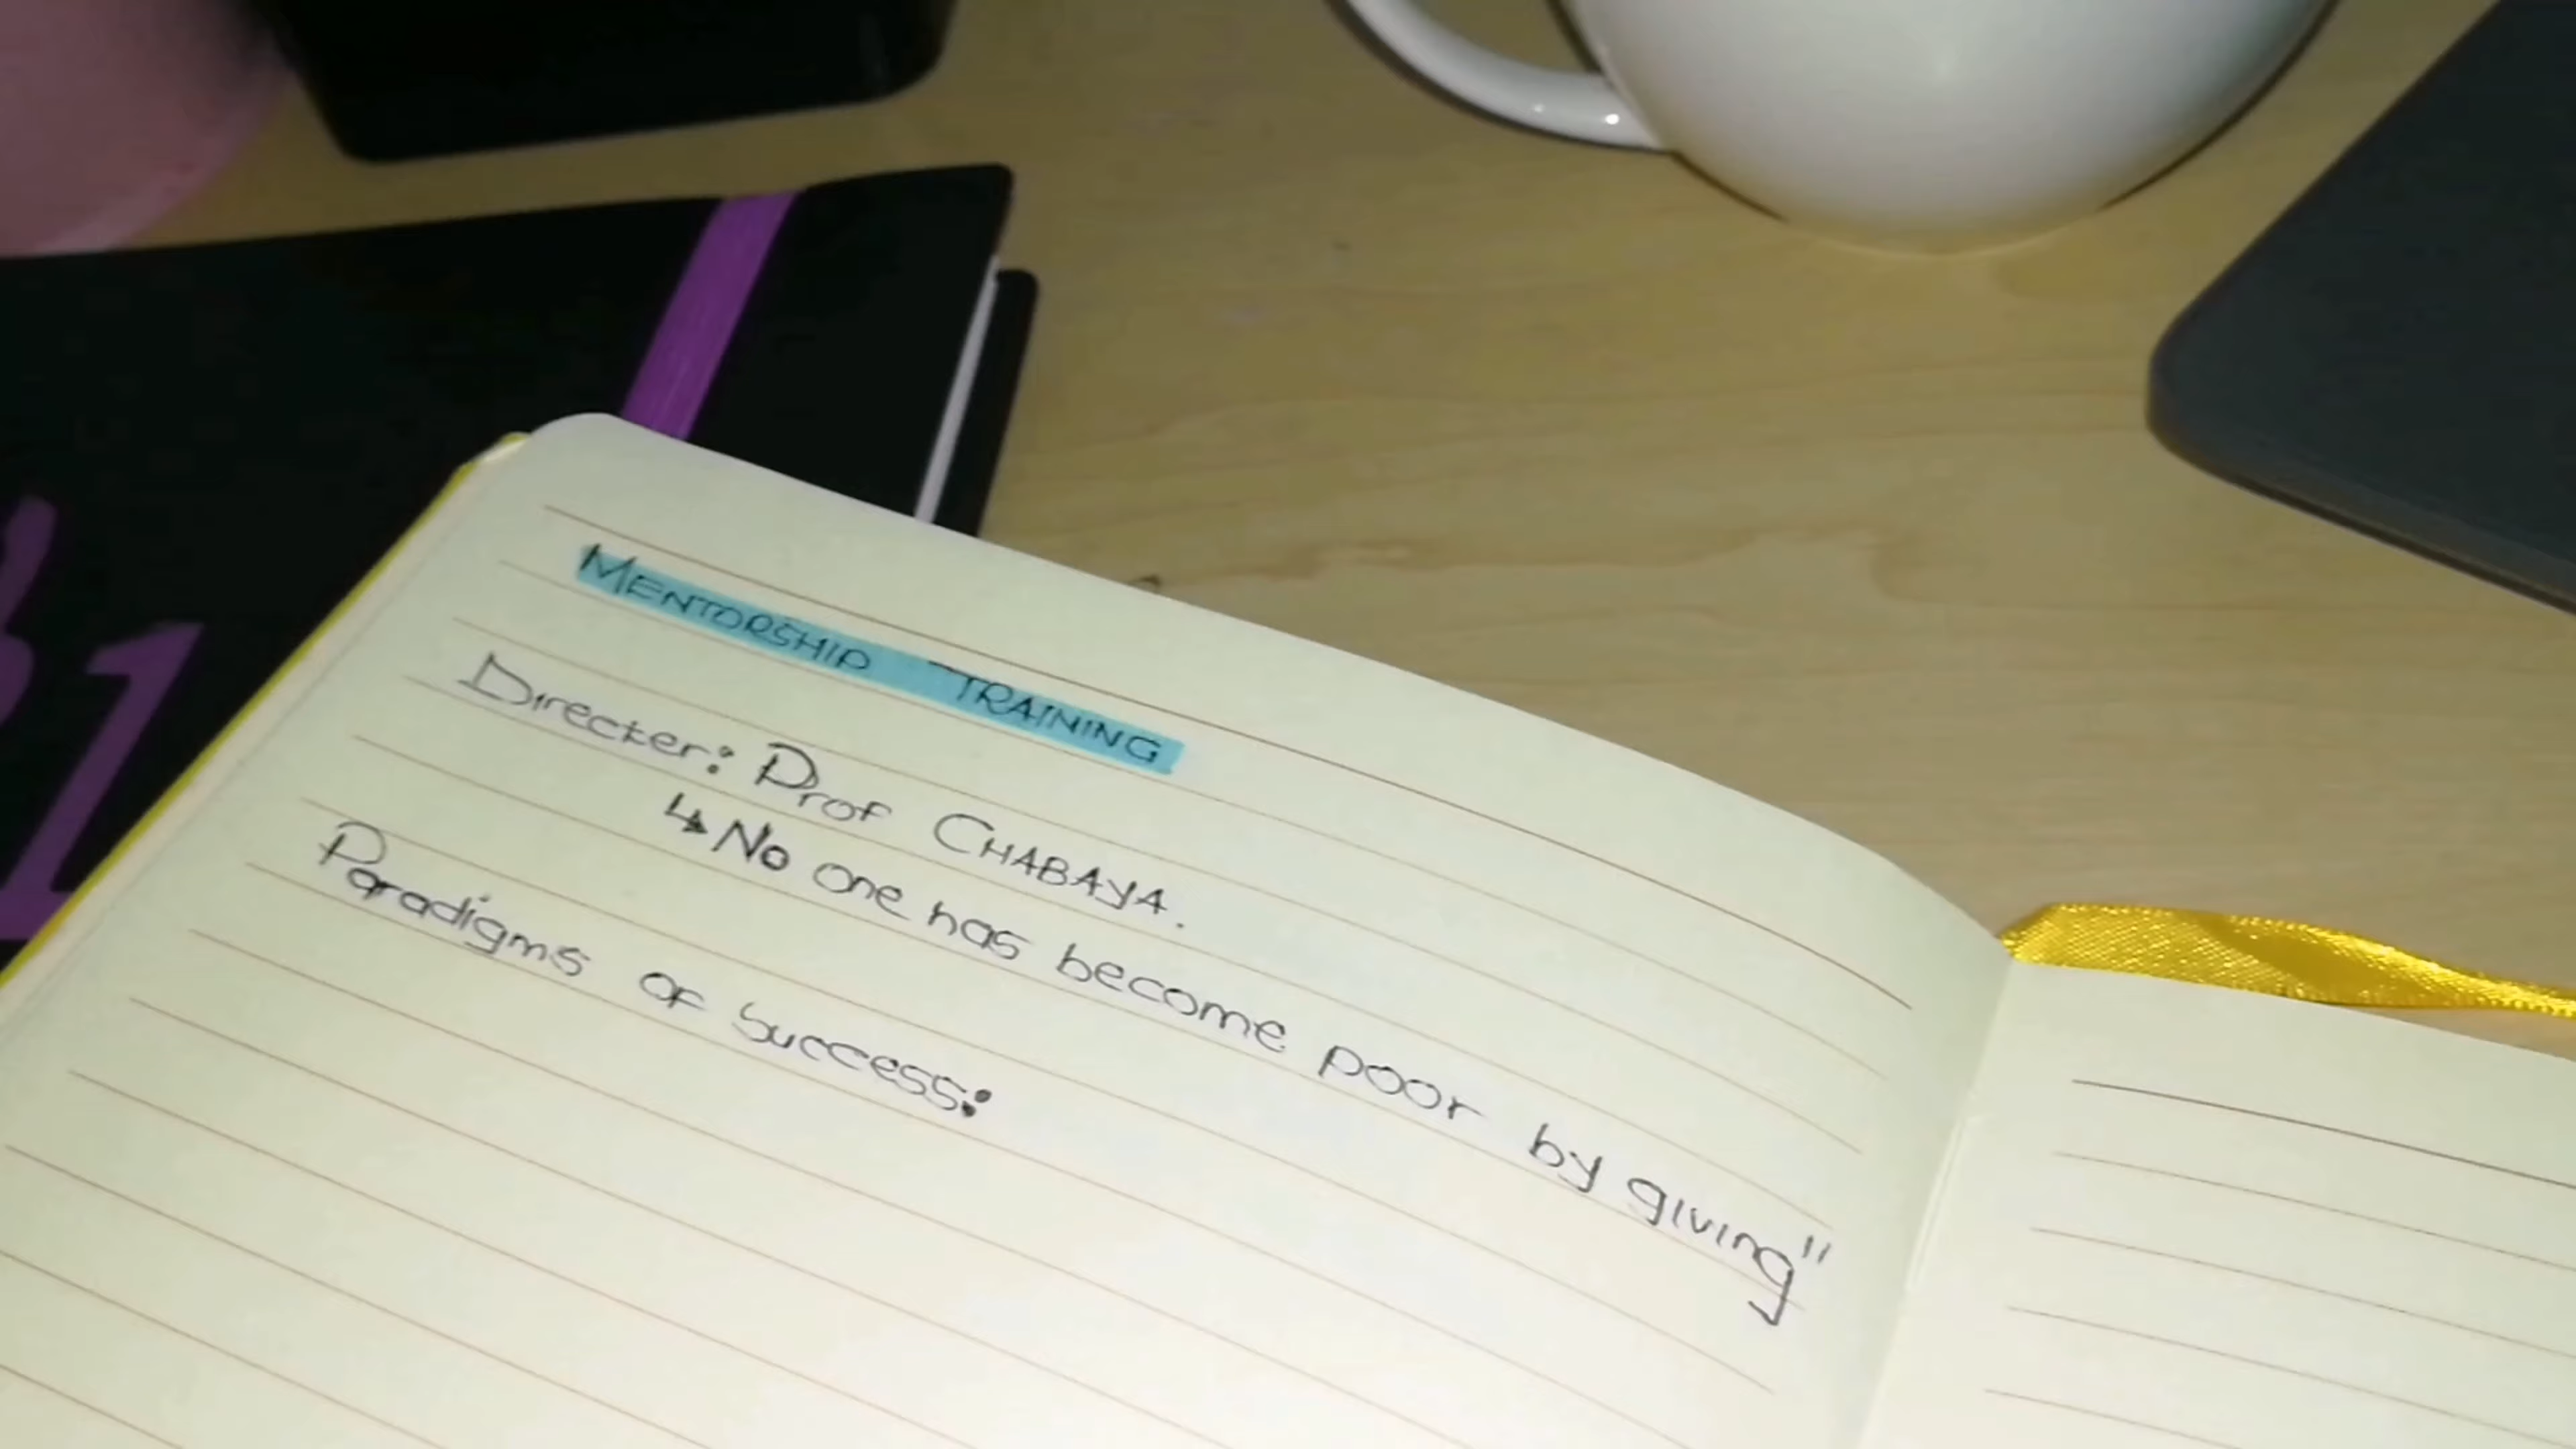 MENTORSHIP TRAINING
Directer: Prof CHABAYA.
↳ No one has become poor by giving"
Paradigms of Success: